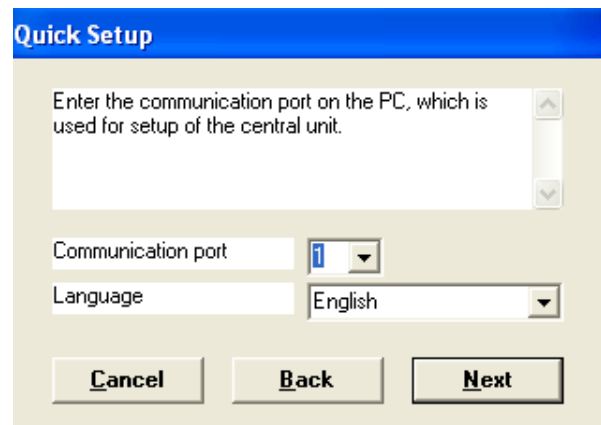 Quick Setup
Enter the communication port on the PC, which is
used for setup of the central unit.
Communication port 1
Language English
Cancel Back Next